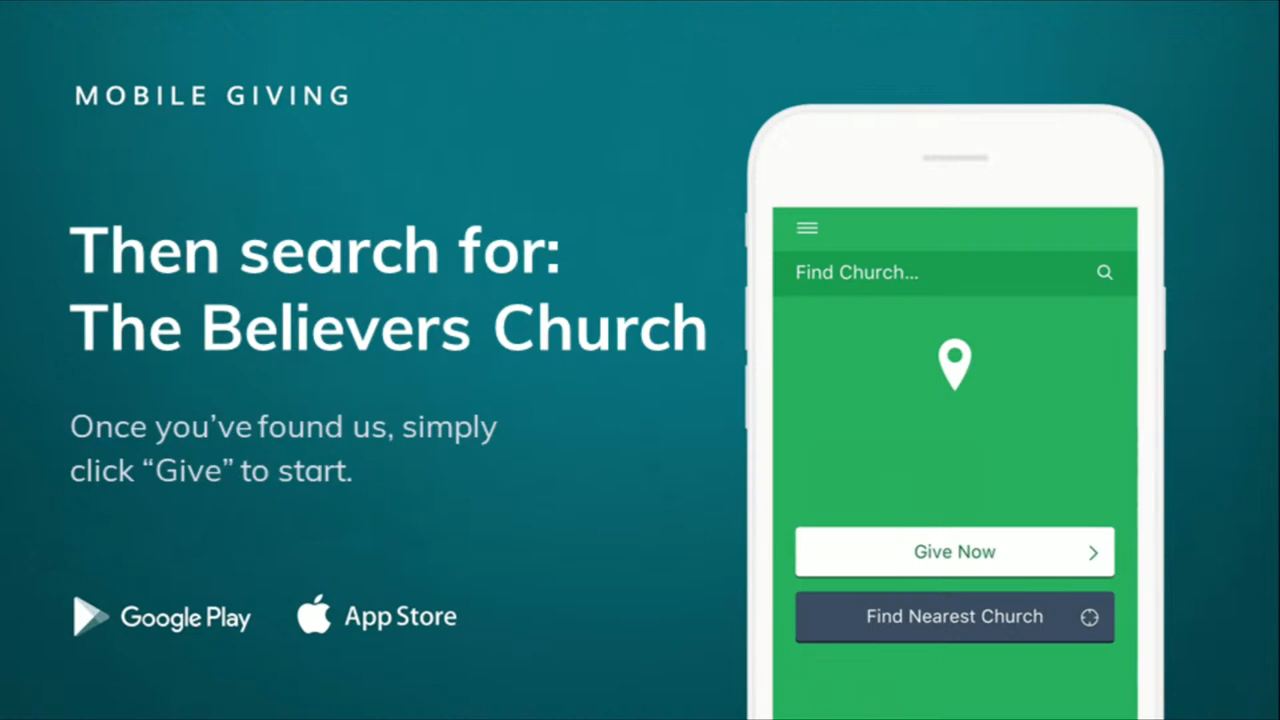 MOBILE GIVING
Then search for:
The Believers Church
Once you’ve found us, simply
click “Give” to start.
Google Play
App Store
Find Church...
Give Now
Find Nearest Church